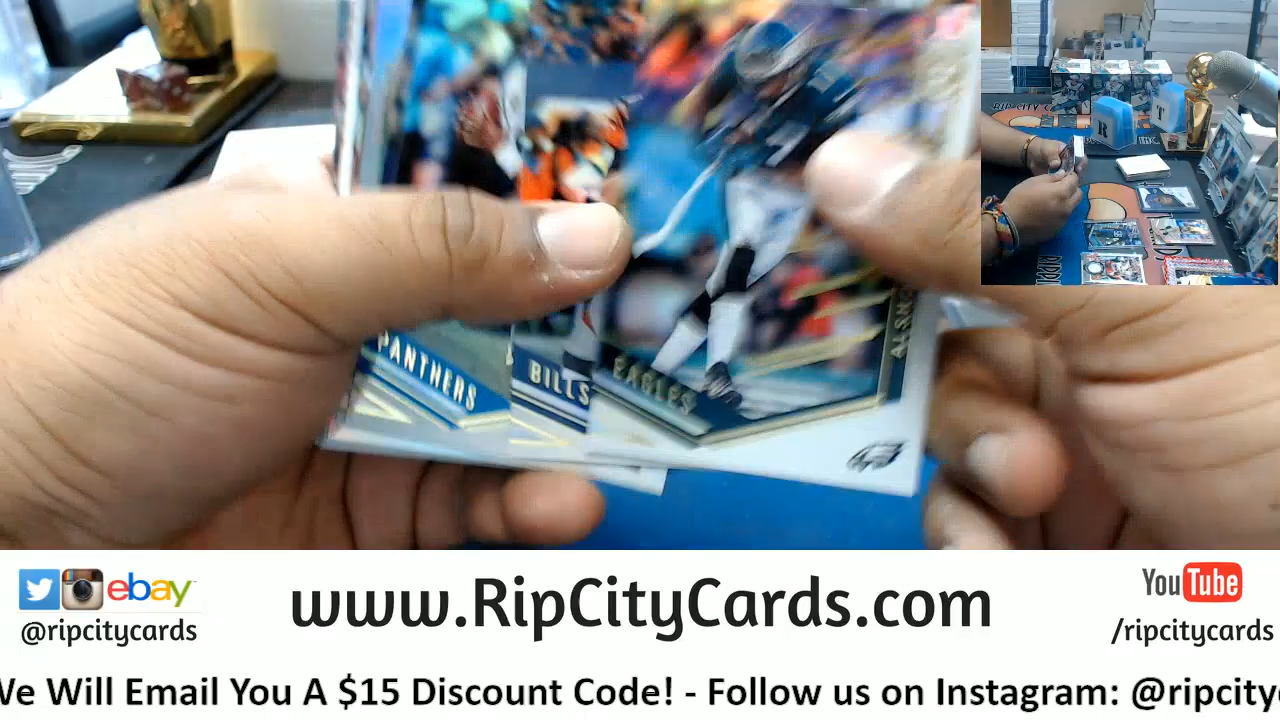 PANTHERS
BILLS
EAGLES
R
T
ebay
@ripcitycards
www.RipCityCards.com
YouTube
/ripcitycards
We Will Email You A $15 Discount Code! - Follow us on Instagram: @ripcity